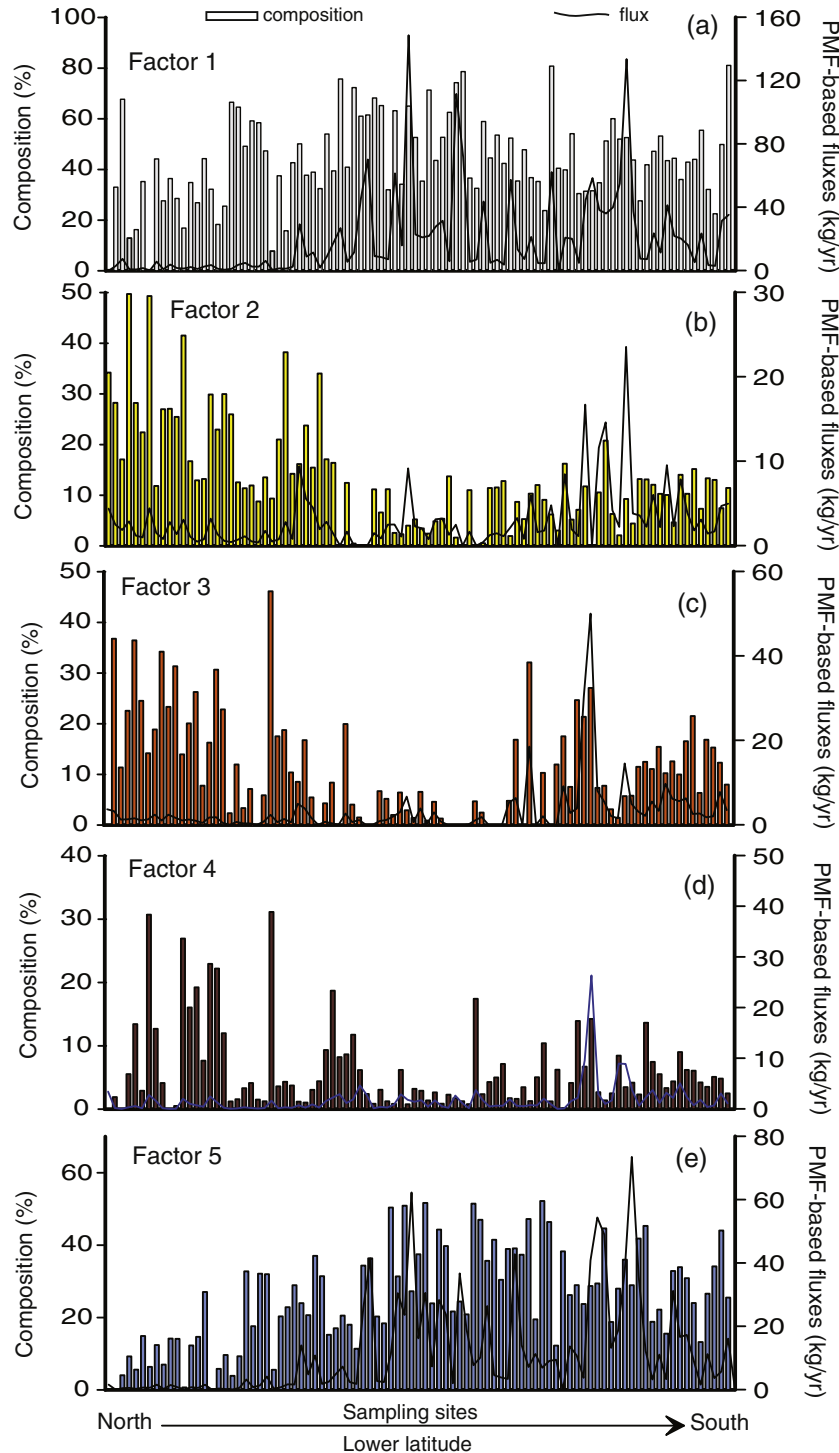 composition
flux
(a)
Factor 1
100
80
60
40
20
0
Composition (%)
160
120
80
40
0
PMF-based fluxes (kg/yr)
(b)
Factor 2
50
40
30
20
10
0
Composition (%)
30
20
10
0
PMF-based fluxes (kg/yr)
(c)
Factor 3
50
40
30
20
10
0
Composition (%)
60
40
20
0
PMF-based fluxes (kg/yr)
(d)
Factor 4
40
30
20
10
0
Composition (%)
50
40
30
20
10
0
PMF-based fluxes (kg/yr)
(e)
Factor 5
60
40
20
0
Composition (%)
80
60
40
20
0
PMF-based fluxes (kg/yr)
North
Sampling sites
South
Lower latitude